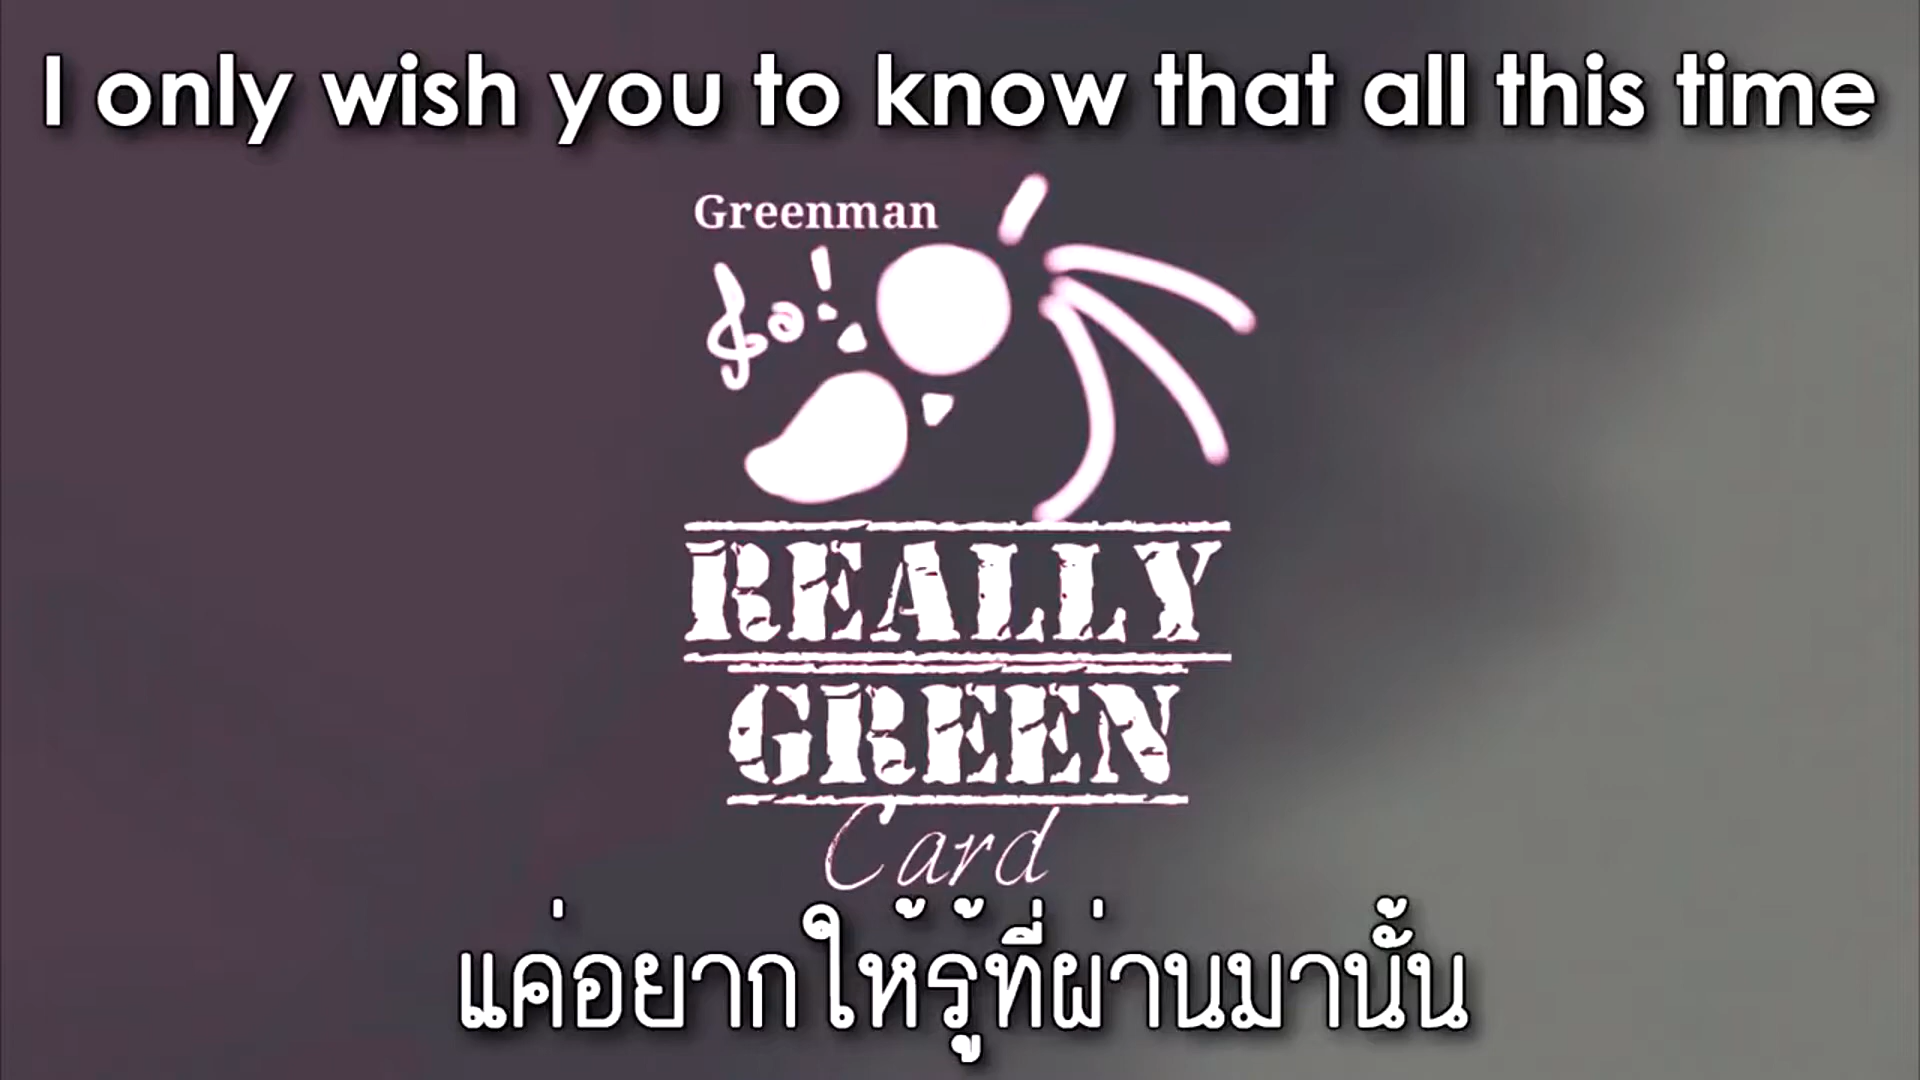 I only wish you to know that all this time
Greenman
REALLY
GREEN
Card
แค่อยากให้รู้ที่ผ่านมานั้น